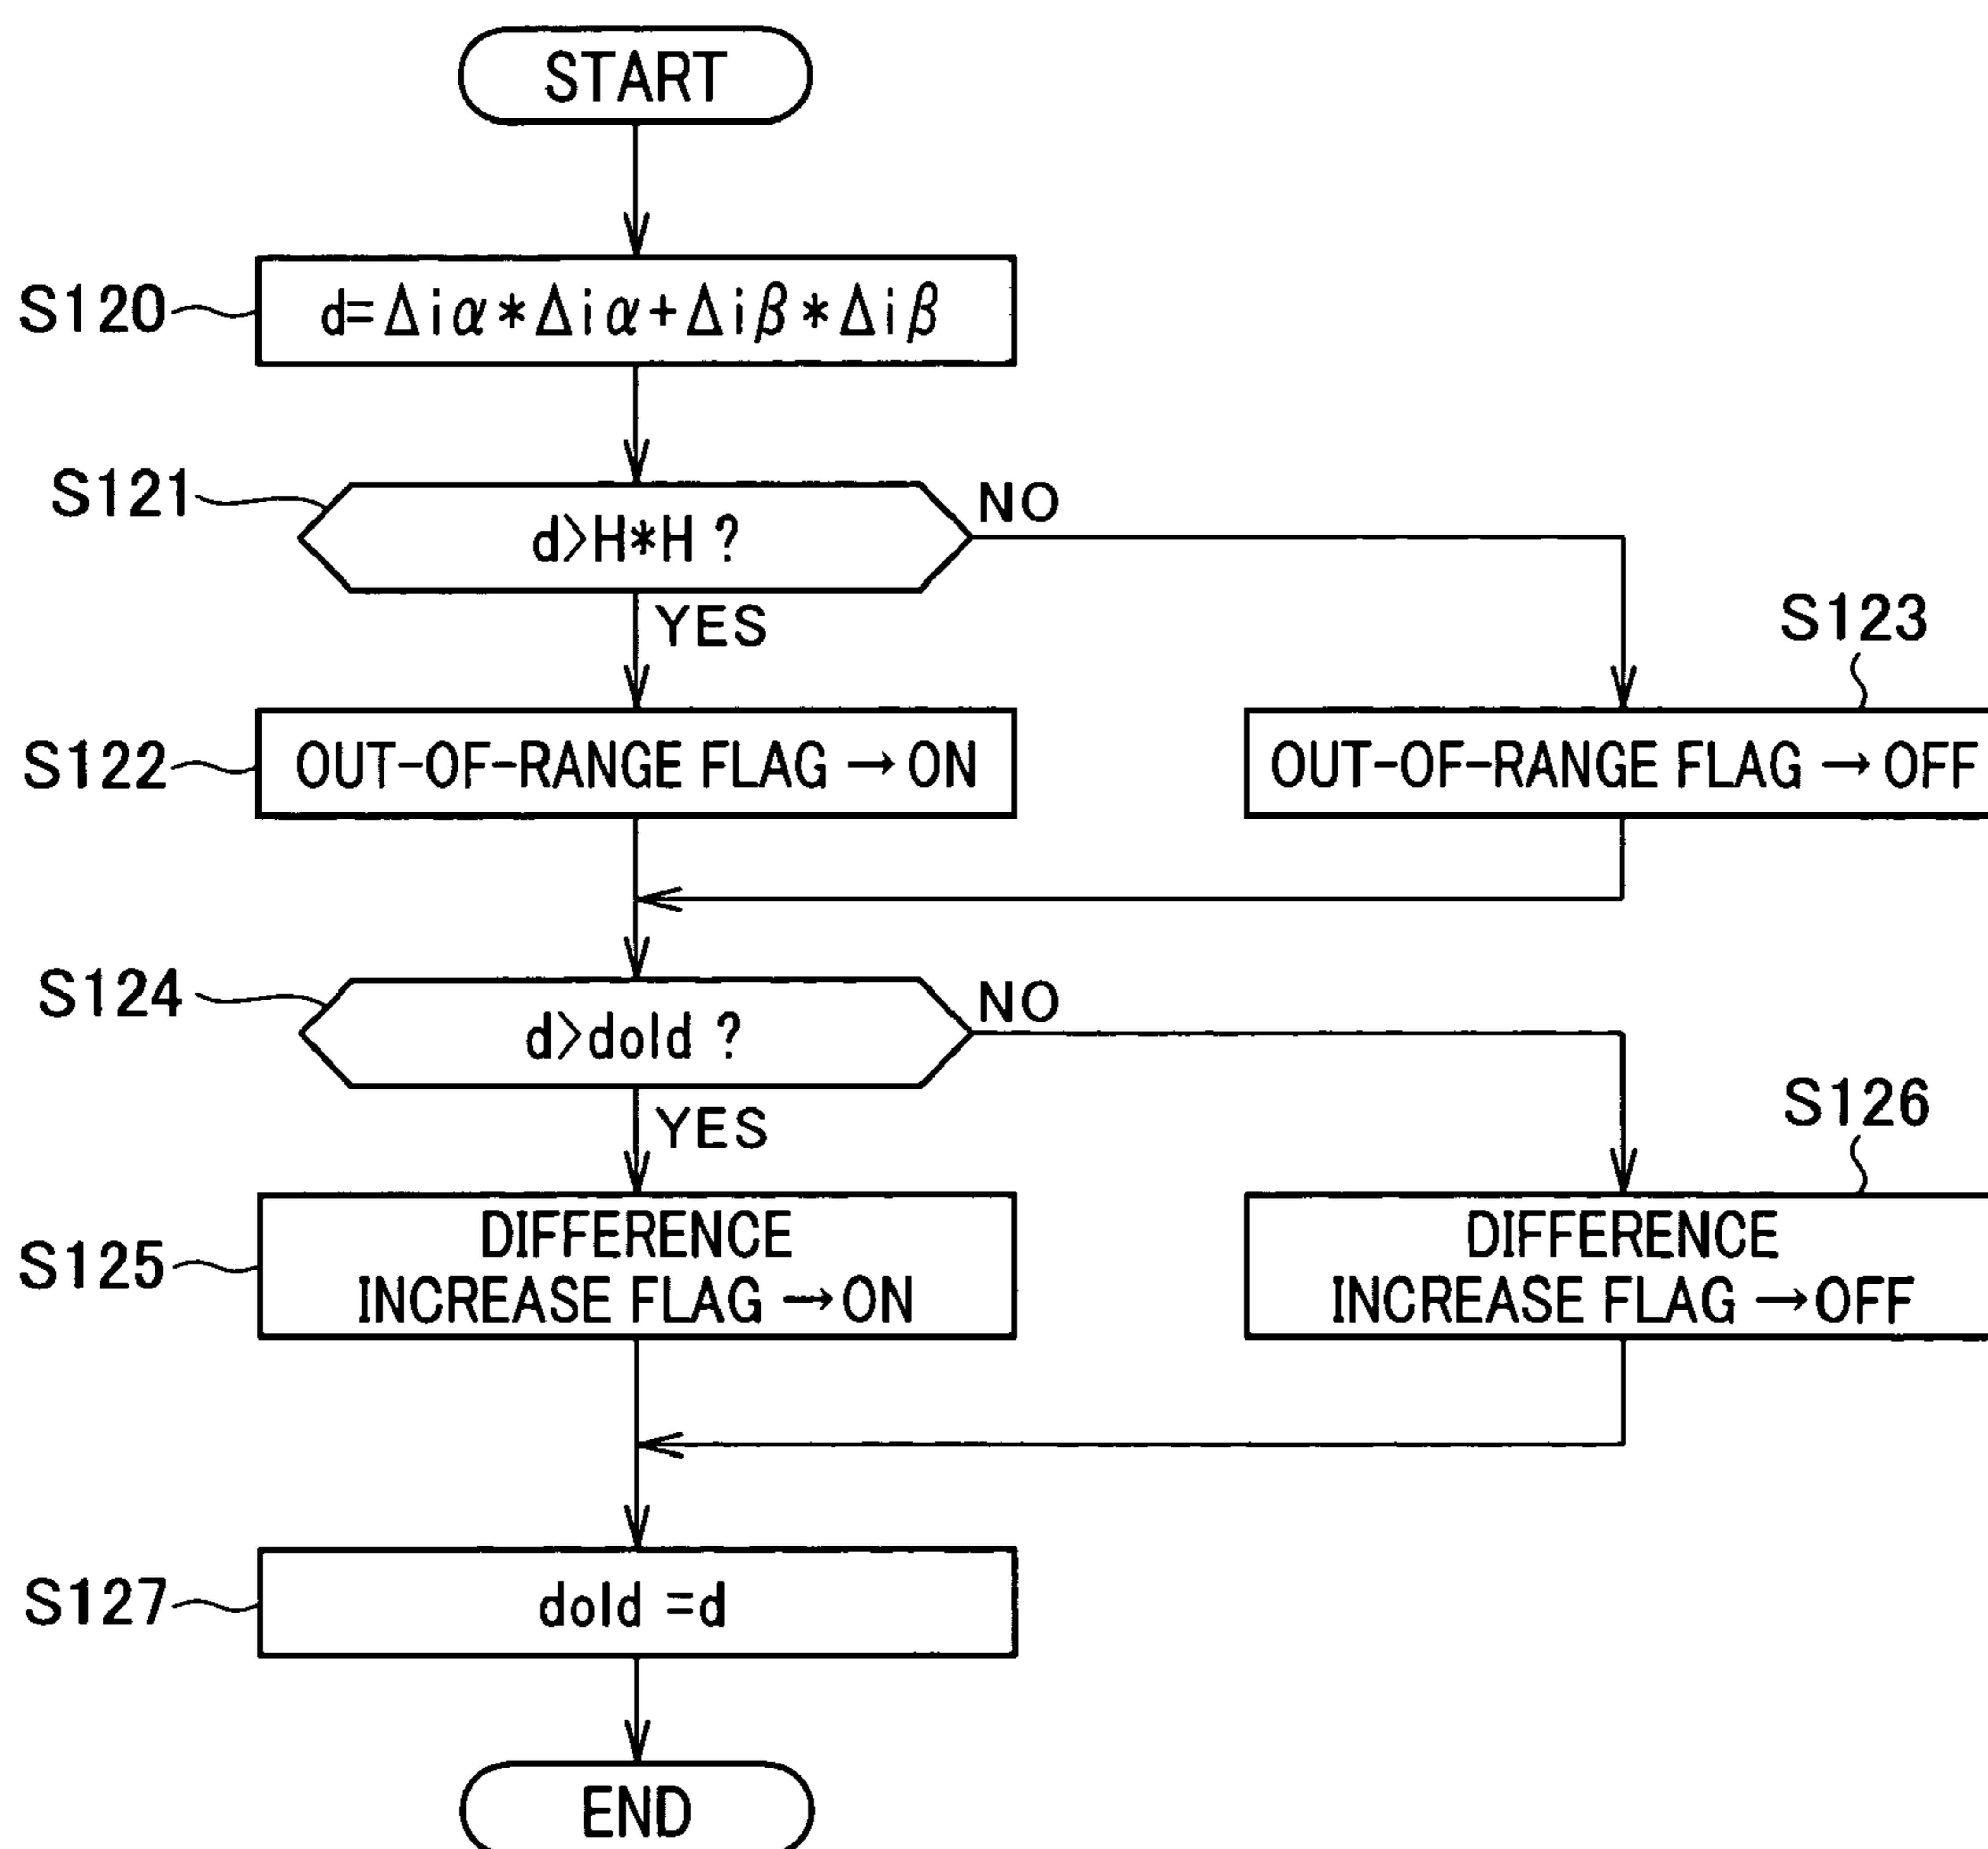 START
S120
d=Δiα*Δiα+Δiβ*Δiβ
S121
d>H*H ?
NO
YES
S123
S122
OUT-OF-RANGE FLAG → ON
OUT-OF-RANGE FLAG → OFF
S124
d>dold ?
NO
YES
S126
S125
DIFFERENCE
INCREASE FLAG → ON
DIFFERENCE
INCREASE FLAG → OFF
S127
dold =d
END